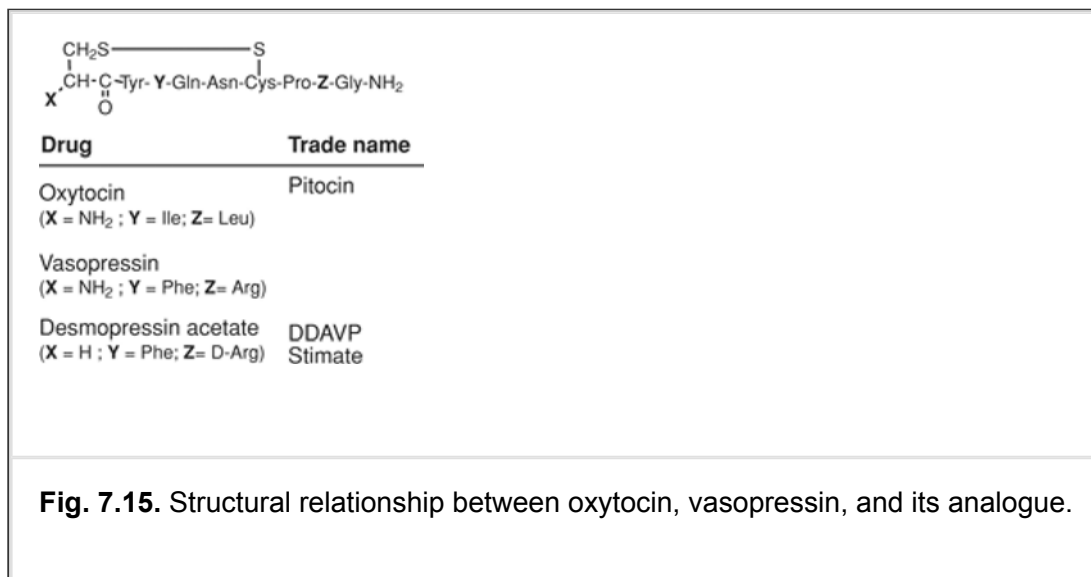 CH₂S S
CH-C-Tyr- Y-Gln-Asn-Cys-Pro-Z-Gly-NH₂
X O
Drug Trade name
Oxytocin Pitocin
(X = NH₂ ; Y = Ile; Z= Leu)
Vasopressin
(X = NH₂ ; Y = Phe; Z= Arg)
Desmopressin acetate DDAVP
(X = H ; Y = Phe; Z= D-Arg) Stimate
Fig. 7.15. Structural relationship between oxytocin, vasopressin, and its analogue.